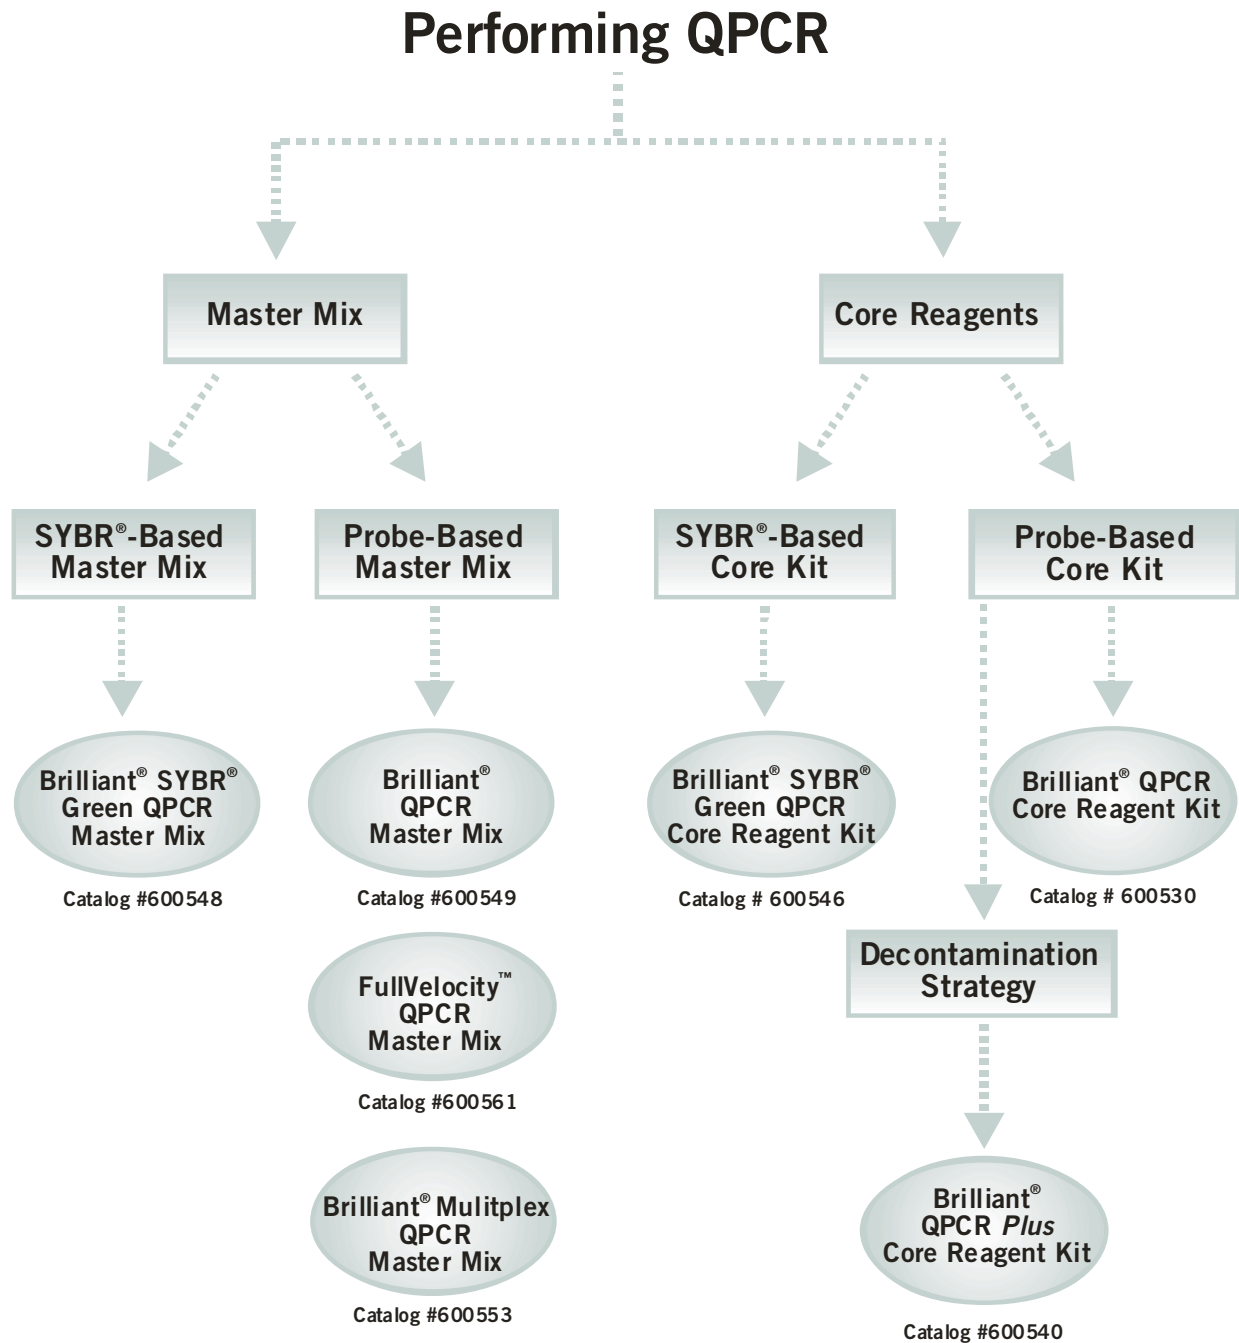 Performing QPCR
Master Mix
Core Reagents
SYBR®-Based
Master Mix
Probe-Based
Master Mix
SYBR®-Based
Core Kit
Probe-Based
Core Kit
Brilliant® SYBR®
Green QPCR
Master Mix
Catalog #600548
Brilliant®
QPCR
Master Mix
Catalog #600549
FullVelocity™
QPCR
Master Mix
Catalog #600561
Brilliant® Mulitplex
QPCR
Master Mix
Catalog #600553
Brilliant® SYBR®
Green QPCR
Core Reagent Kit
Catalog # 600546
Brilliant® QPCR
Core Reagent Kit
Catalog # 600530
Decontamination
Strategy
Brilliant®
QPCR Plus
Core Reagent Kit
Catalog #600540